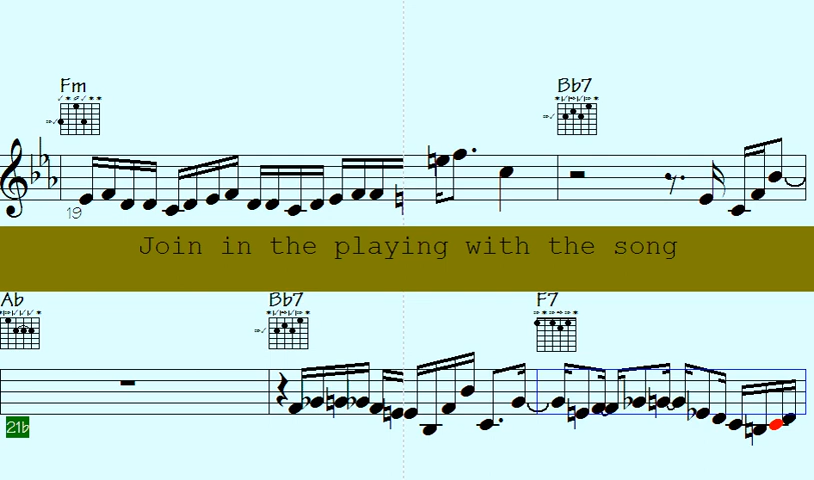 Fm Bb7
19
Join in the playing with the song
Ab Bb7 F7
21b